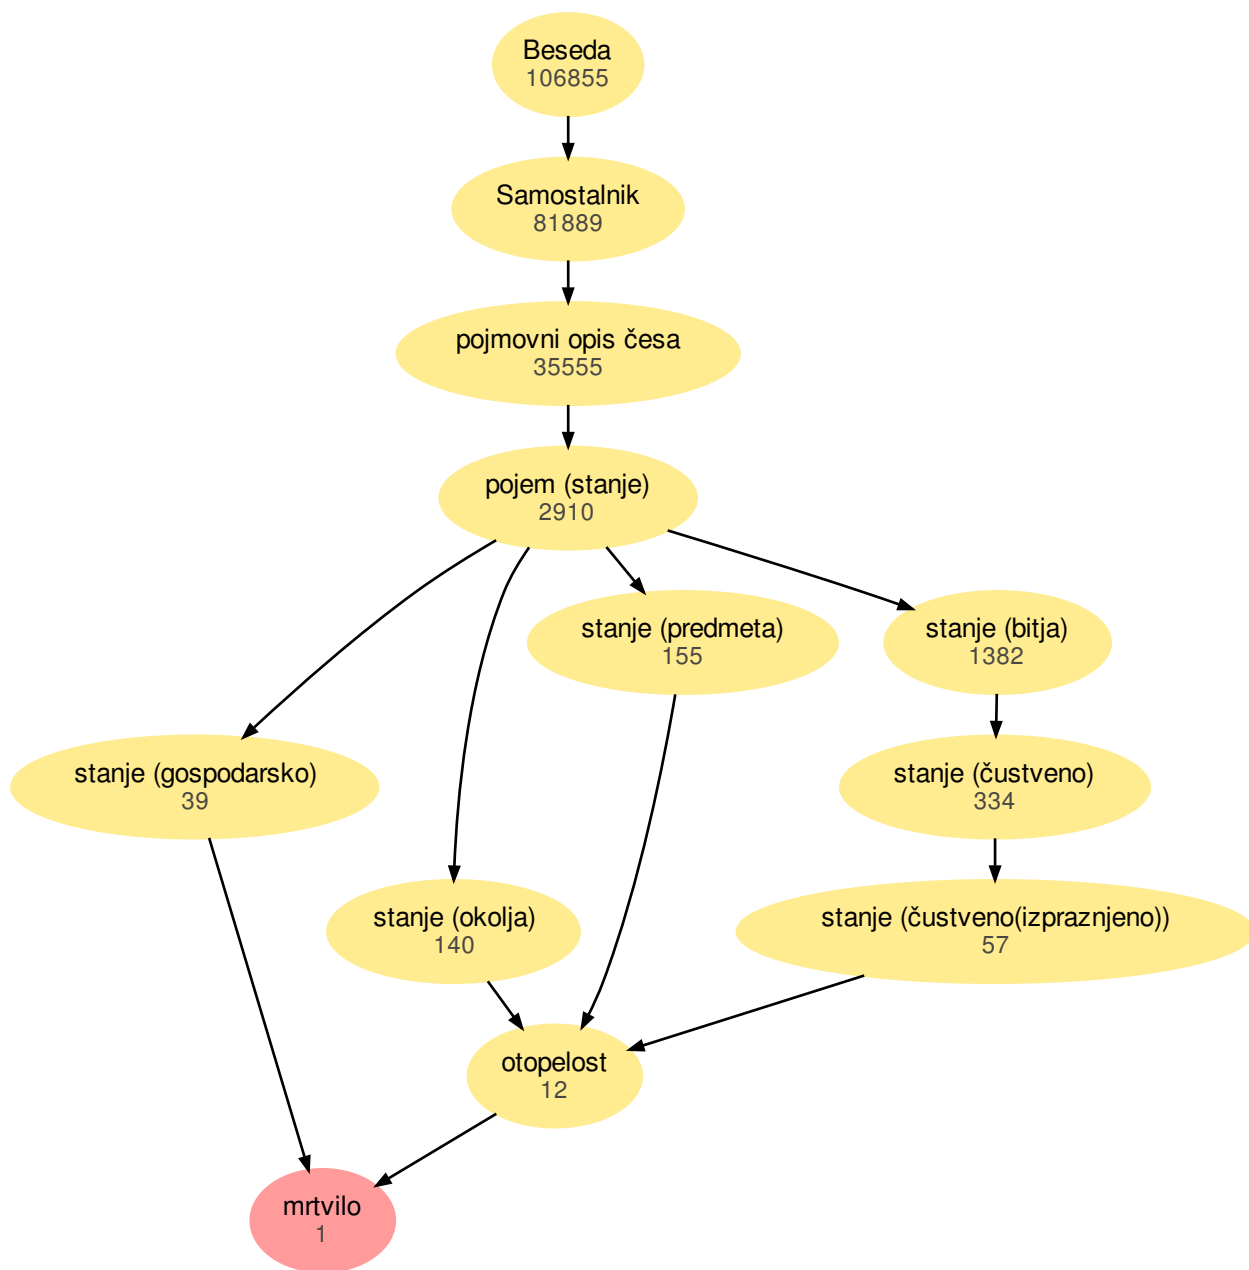 Beseda
106855
Samostalnik
81889
pojmovni opis česa
35555
pojem (stanje)
2910
stanje (predmeta)
155
stanje (bitja)
1382
stanje (gospodarsko)
39
stanje (čustveno)
334
stanje (okolja)
140
stanje (čustveno(izpraznjeno))
57
otopelost
12
mrtvilo
1